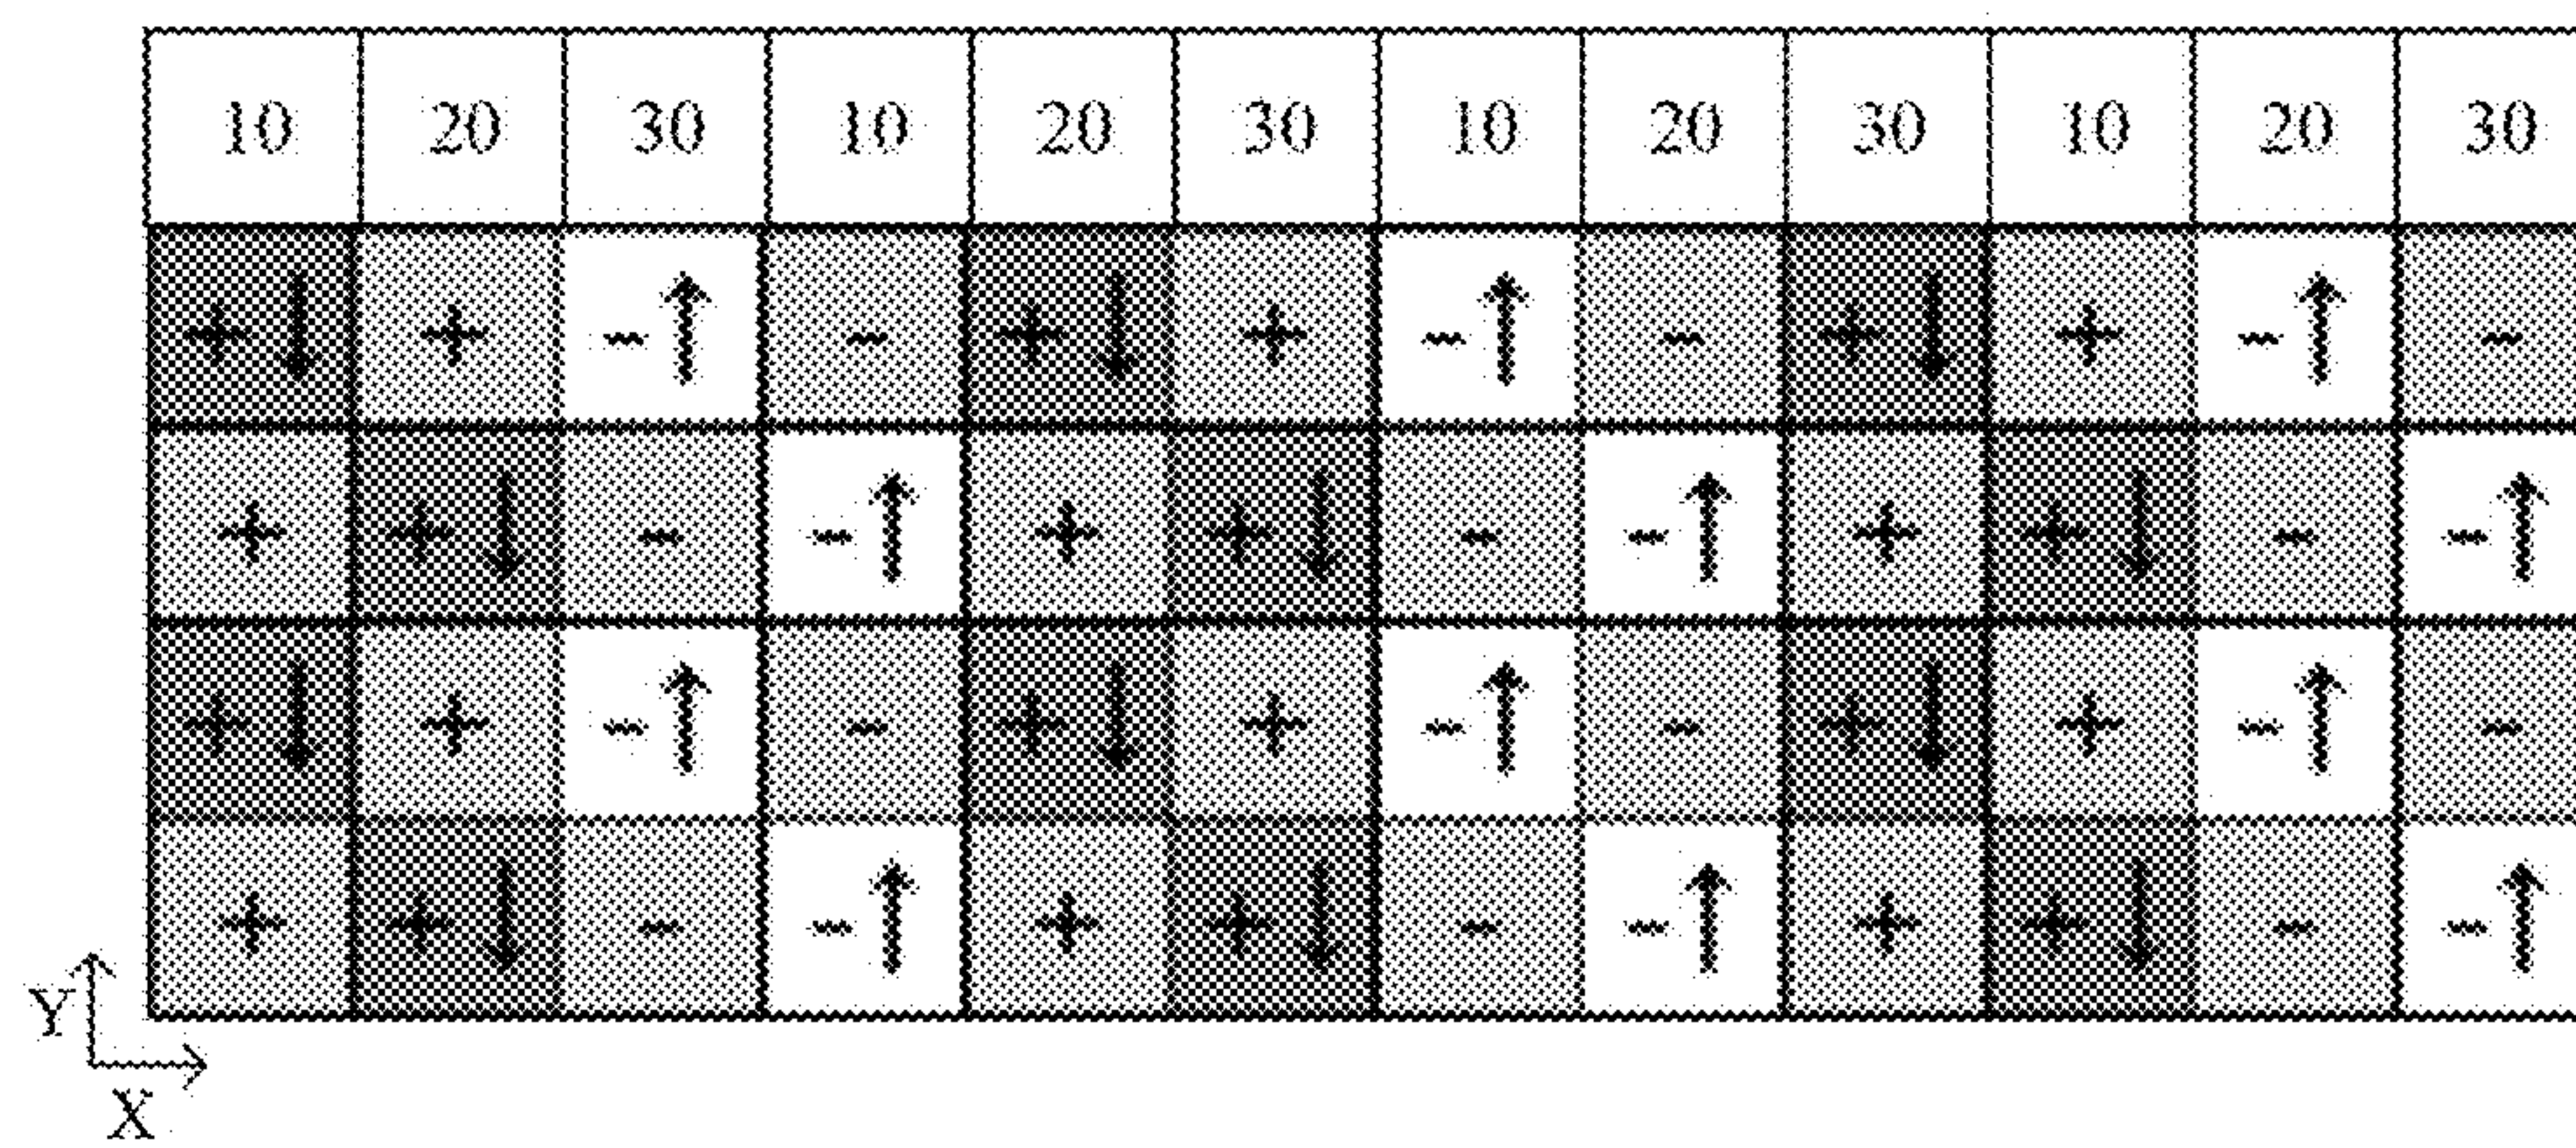 10 20 30 10 20 30 10 20 30 10 20 30
+ ↓ + - ↑ - + ↓ + - ↑ - + ↓ + - ↑ -
+ + ↓ - - ↑ + + ↓ - - ↑ + + ↓ - - ↑
+ ↓ + - ↑ - + ↓ + - ↑ - + ↓ + - ↑ -
+ + ↓ - - ↑ + + ↓ - - ↑ + + ↓ - - ↑
Y
X